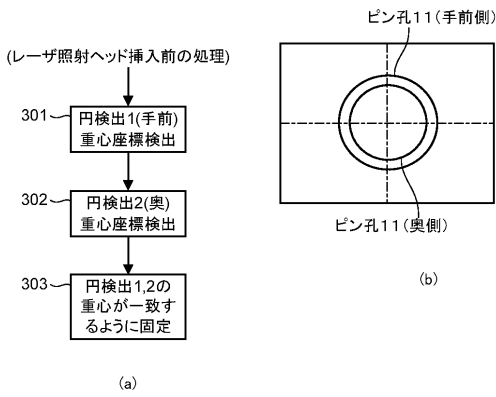 (レーザ照射ヘッド挿入前の処理)
301
円検出1(手前)
重心座標検出
302
円検出2(奥)
重心座標検出
303
円検出1,2の
重心が一致す
るように固定
(a)
ピン孔11(手前側)
ピン孔11(奥側)
(b)